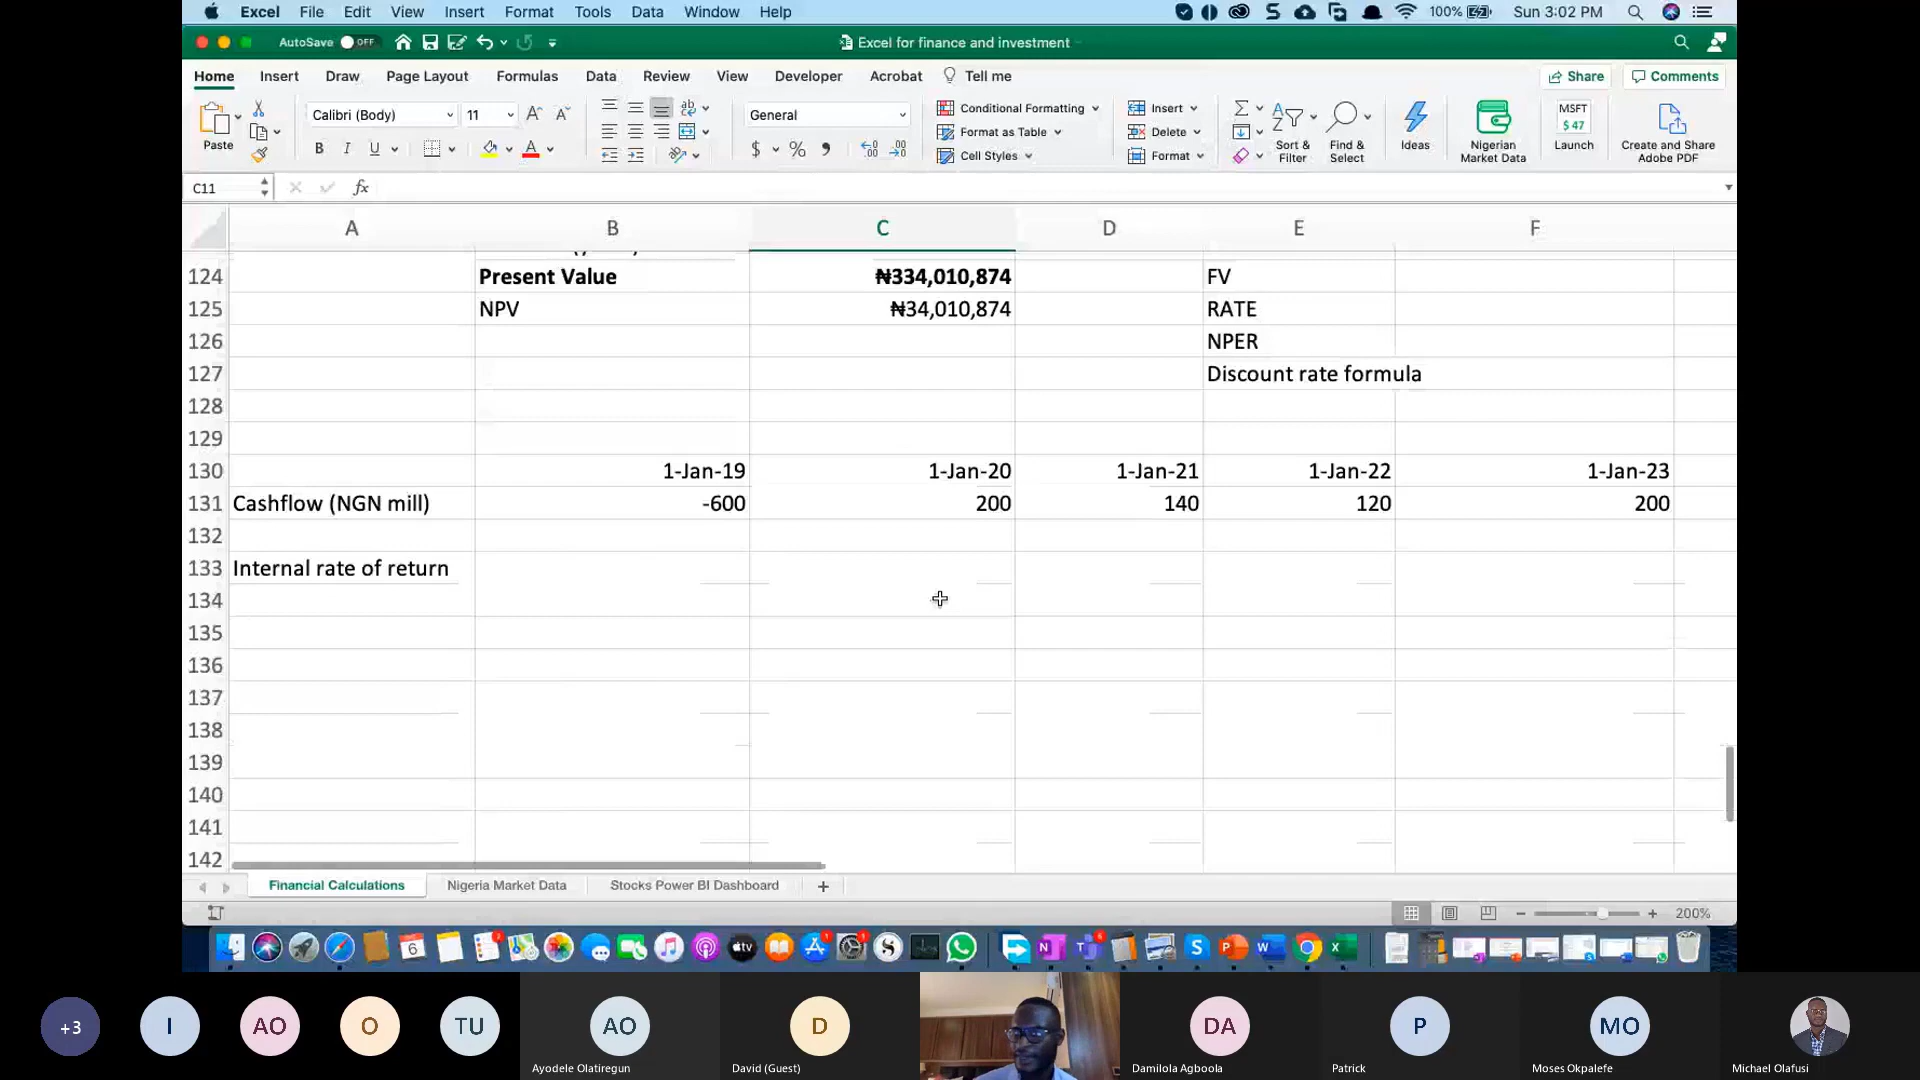 Excel File Edit View Insert Format Tools Data Window Help 100% Sun 3:02 PM
AutoSave OFF Excel for finance and investment
Home Insert Draw Page Layout Formulas Data Review View Developer Acrobat Tell me Share Comments
Paste Calibri (Body) 11 General Conditional Formatting Insert
Format as Table Delete Sort & Filter Find & Select Ideas Nigerian Market Data MSFT $ 47 Launch Create and Share Adobe PDF
B I U A $ % Cell Styles Format
C11 fx
A B C D E F
124 Present Value ₦334,010,874 FV
125 NPV ₦34,010,874 RATE
126 NPER
127 Discount rate formula
128
129
130 1-Jan-19 1-Jan-20 1-Jan-21 1-Jan-22 1-Jan-23
131 Cashflow (NGN mill) -600 200 140 120 200
132
133 Internal rate of return
134
135
136
137
138
139
140
141
142
Financial Calculations Nigeria Market Data Stocks Power BI Dashboard +
200%
+3 I AO O TU AO D DA P MO
Ayodele Olatiregun David (Guest) Damilola Agboola Patrick Moses Okpalefe Michael Olafusi